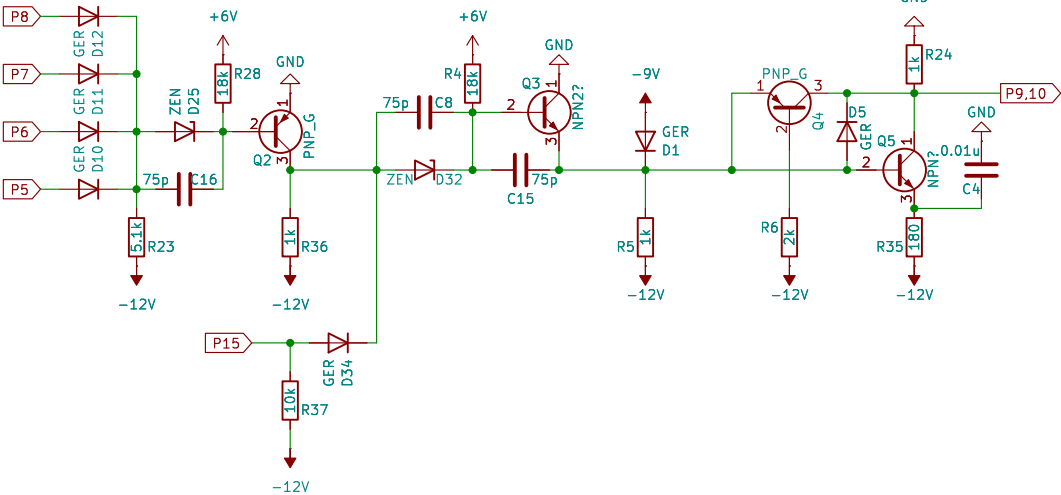 GND
P8
+6V
+6V
GER
D12
GND
GND
R24
1k
P7
R28
18k
R4
18k
Q3
1
-9V
PNP_G
1
3
P9,10
GER
D11
ZEN
D25
1
75p
C8
2
NPN2?
Q4
D5
GER
GND
P6
2
PNP_G
3
GER
D1
2
Q5
1
0.01u
GER
D10
Q2
3
2
NPN?
C4
P5
75p
C16
ZEN
D32
75p
C15
3
5.1k
R23
1k
R36
R5
1k
R6
2k
R35
180
-12V
-12V
-12V
-12V
-12V
P15
GER
D34
10k
R37
-12V